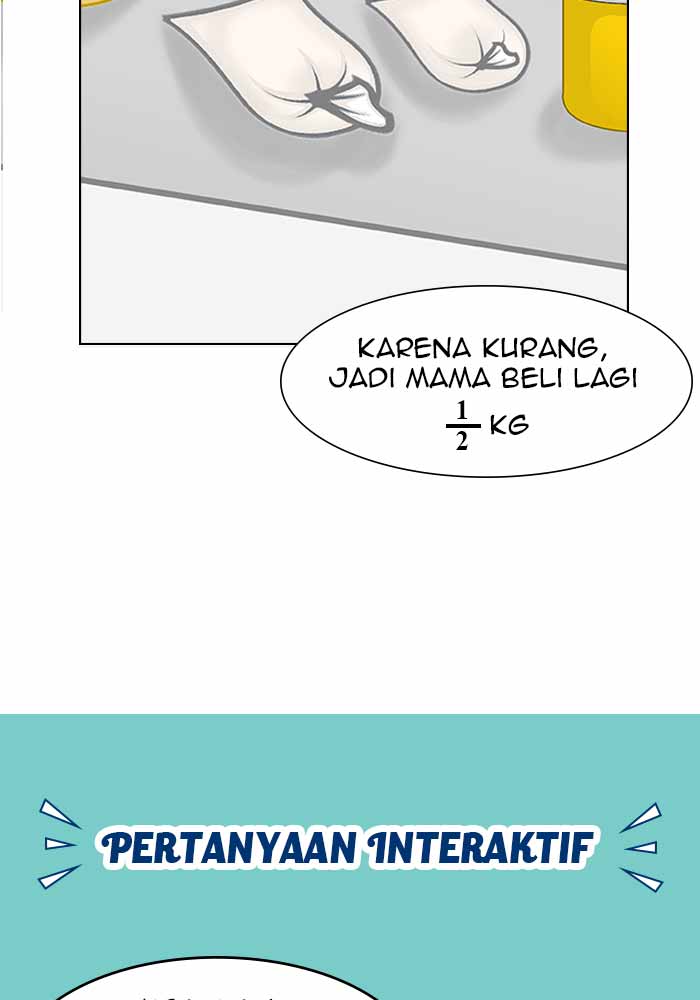 KARENA KURANG,
JADI MAMA BELI LAGI
1/2 KG
PERTANYAAN INTERAKTIF